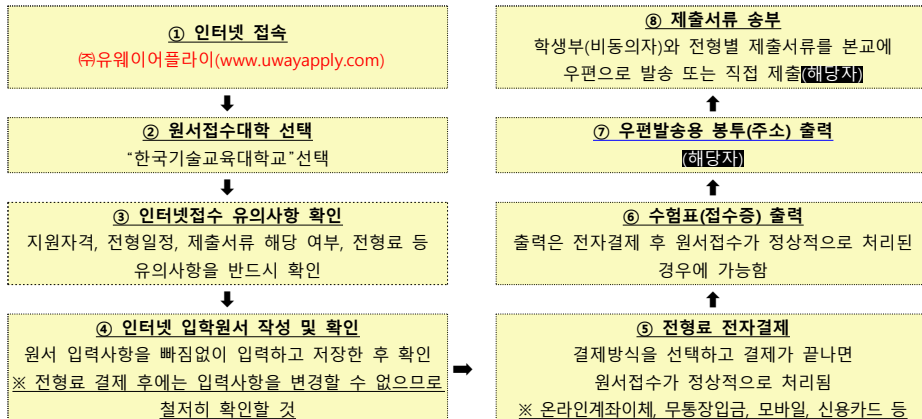 ① 인터넷 접속
㈜유웨이어플라이(www.uwayapply.com)
② 원서접수대학 선택
“한국기술교육대학교”선택
③ 인터넷접수 유의사항 확인
지원자격, 전형일정, 제출서류 해당 여부, 전형료 등
유의사항을 반드시 확인
④ 인터넷 입학원서 작성 및 확인
원서 입력사항을 빠짐없이 입력하고 저장한 후 확인
※ 전형료 결제 후에는 입력사항을 변경할 수 없으므로
철저히 확인할 것
⑤ 전형료 전자결제
결제방식을 선택하고 결제가 끝나면
원서접수가 정상적으로 처리됨
※ 온라인계좌이체, 무통장입금, 모바일, 신용카드 등
⑥ 수험표(접수증) 출력
출력은 전자결제 후 원서접수가 정상적으로 처리된
경우에 가능함
⑦ 우편발송용 봉투(주소) 출력
(해당자)
⑧ 제출서류 송부
학생부(비동의자)와 전형별 제출서류를 본교에
우편으로 발송 또는 직접 제출(해당자)